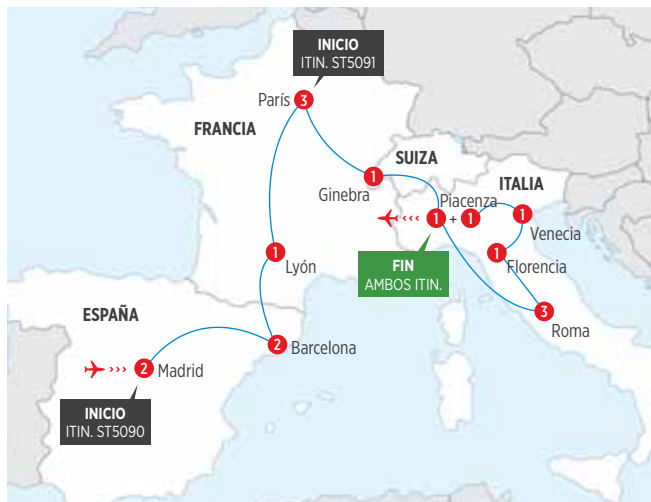 INICIO
ITIN. ST5091
París
3
FRANCIA
SUIZA
1
Ginebra
ITALIA
Piacenza
1 + 1
1
Venecia
1
Florencia
FIN
AMBOS ITIN.
1
Lyón
3
Roma
ESPAÑA
2
Barcelona
2
Madrid
INICIO
ITIN. ST5090